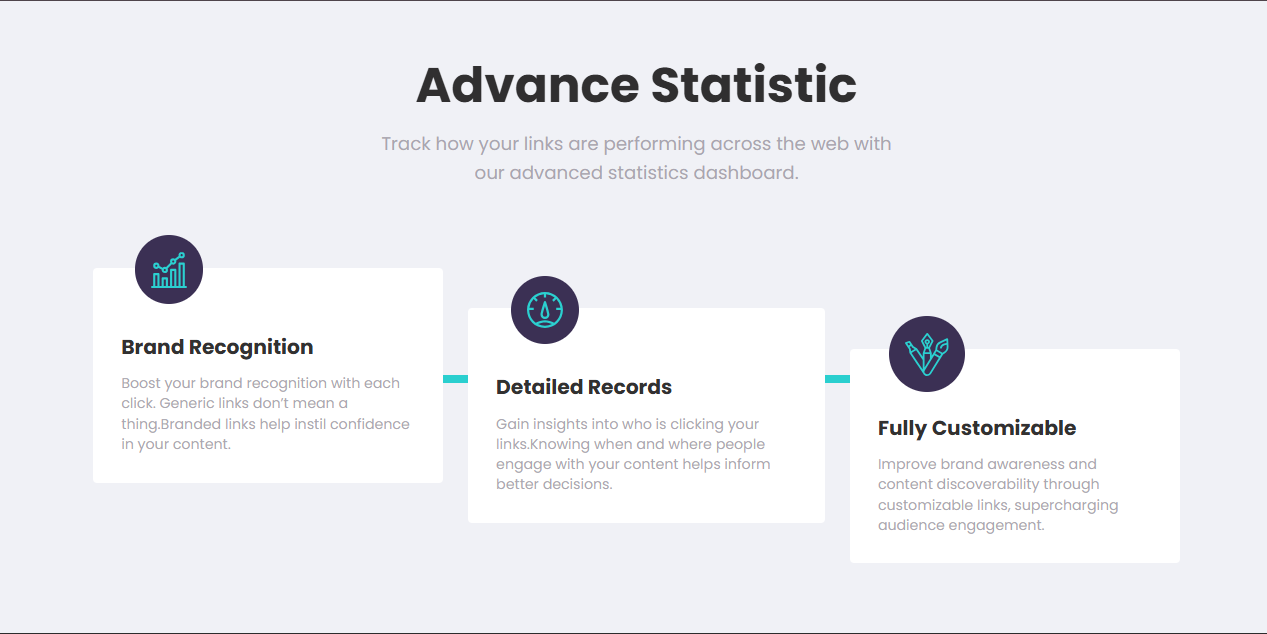 Advance Statistic
Track how your links are performing across the web with
our advanced statistics dashboard.
Brand Recognition
Boost your brand recognition with each
click. Generic links don’t mean a
thing.Branded links help instil confidence
in your content.
Detailed Records
Gain insights into who is clicking your
links.Knowing when and where people
engage with your content helps inform
better decisions.
Fully Customizable
Improve brand awareness and
content discoverability through
customizable links, supercharging
audience engagement.